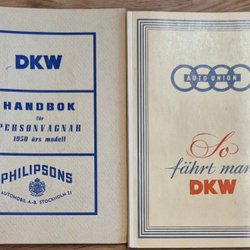 DKW
HANDBOK
för
PERSONVAGNAR
1950 års modell
PHILIPSONS
AUTOMOBIL A.-B. STOCKHOLM 21
AUTO UNION
So
fährt man
DKW